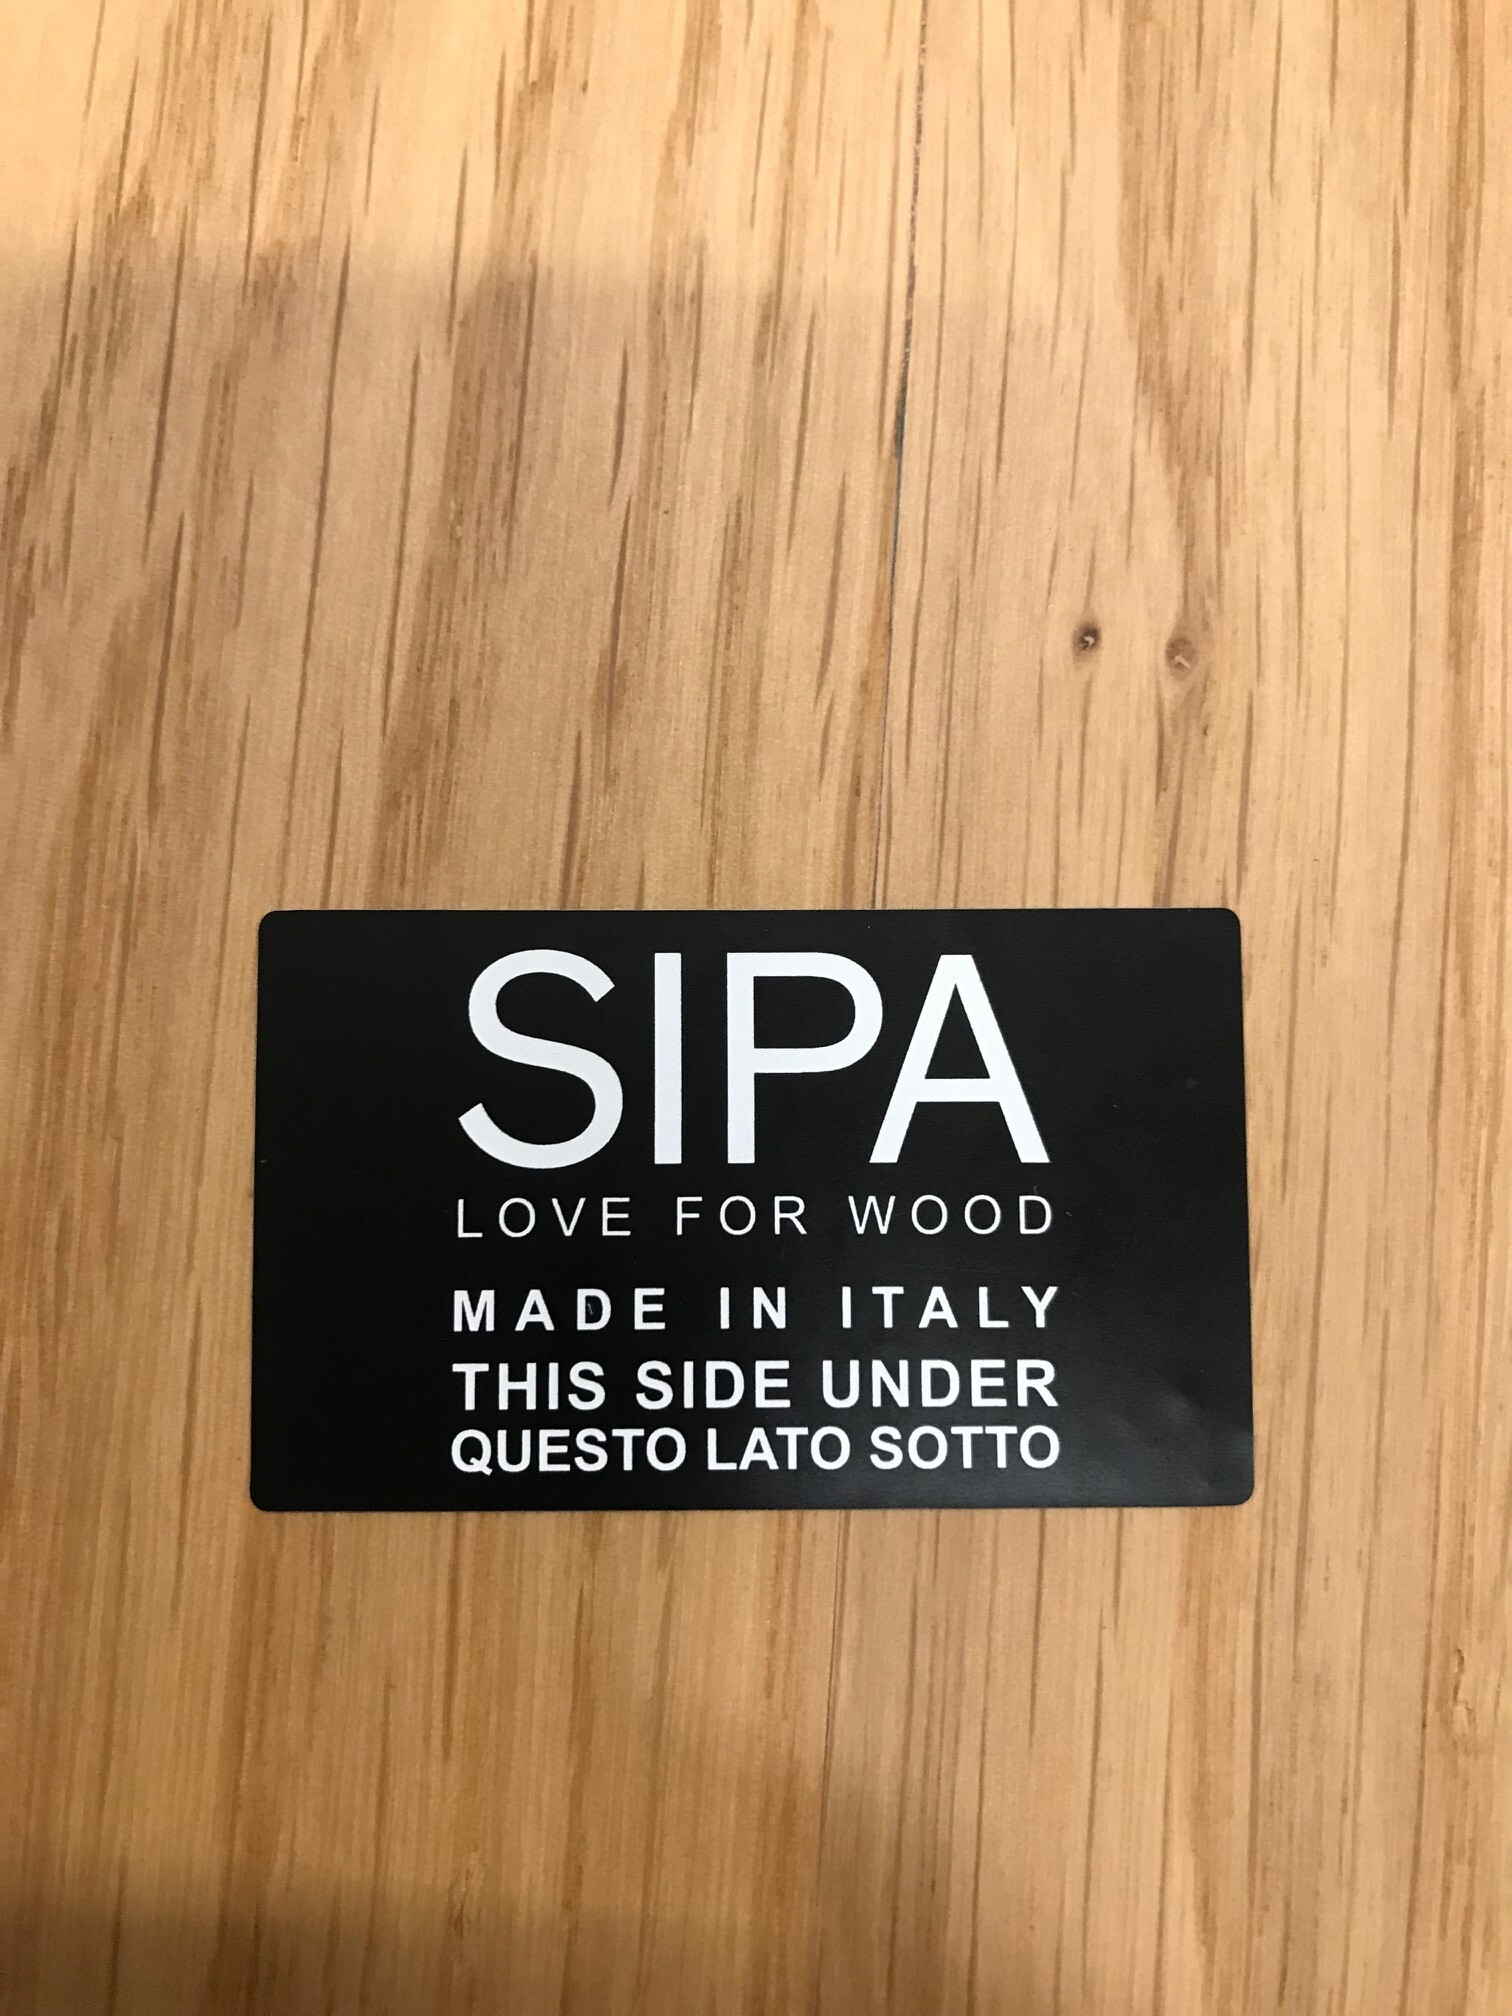 SIPA
LOVE FOR WOOD
MADE IN ITALY
THIS SIDE UNDER
QUESTO LATO SOTTO